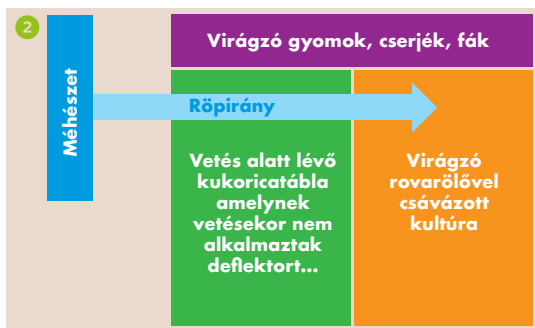 2
Virágzó gyomok, cserjék, fák
Méhészet
Röpirány
Vetés alatt lévő
kukoricatábla
amelynek
vetésekor nem
alkalmaztak
deflektort...
Virágzó
rovarölővel
csávázott
kultúra